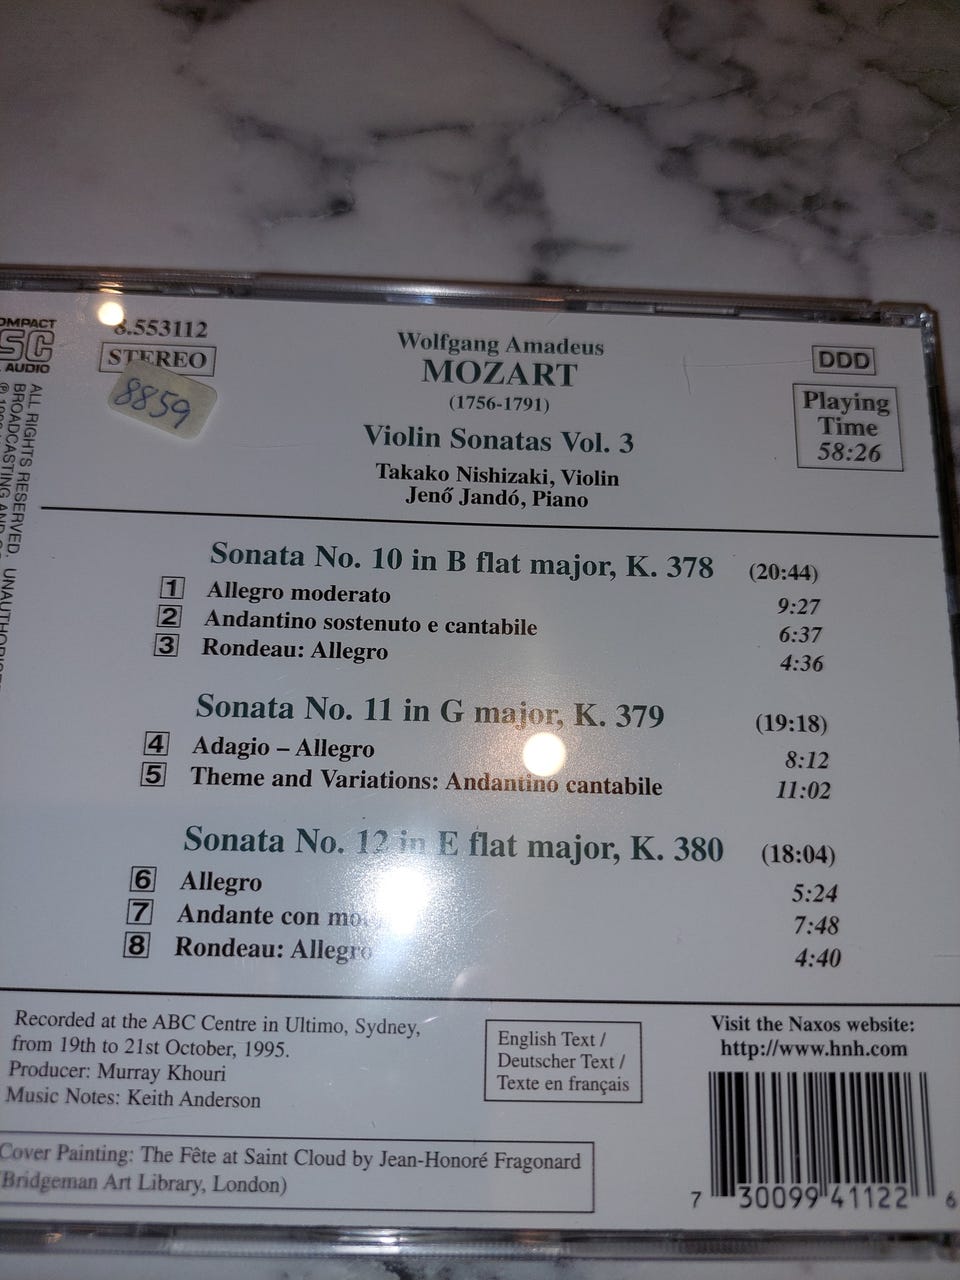 COMPACT
DISC
AUDIO
8.553112
STEREO
8859
Wolfgang Amadeus
MOZART
(1756-1791)
Violin Sonatas Vol. 3
Takako Nishizaki, Violin
Jenő Jandó, Piano
DDD
Playing
Time
58:26
ALL RIGHTS RESERVED. UNAUTHORISED
BROADCASTING AND
Sonata No. 10 in B flat major, K. 378 (20:44)
1 Allegro moderato 9:27
2 Andantino sostenuto e cantabile 6:37
3 Rondeau: Allegro 4:36
Sonata No. 11 in G major, K. 379 (19:18)
4 Adagio – Allegro 8:12
5 Theme and Variations: Andantino cantabile 11:02
Sonata No. 12 in E flat major, K. 380 (18:04)
6 Allegro 5:24
7 Andante con 7:48
8 Rondeau: Allegro 4:40
Recorded at the ABC Centre in Ultimo, Sydney,
from 19th to 21st October, 1995.
Producer: Murray Khouri
Music Notes: Keith Anderson
Cover Painting: The Fête at Saint Cloud by Jean-Honoré Fragonard
(Bridgeman Art Library, London)
English Text /
Deutscher Text /
Texte en français
Visit the Naxos website:
http://www.hnh.com
7 30099 41122 6